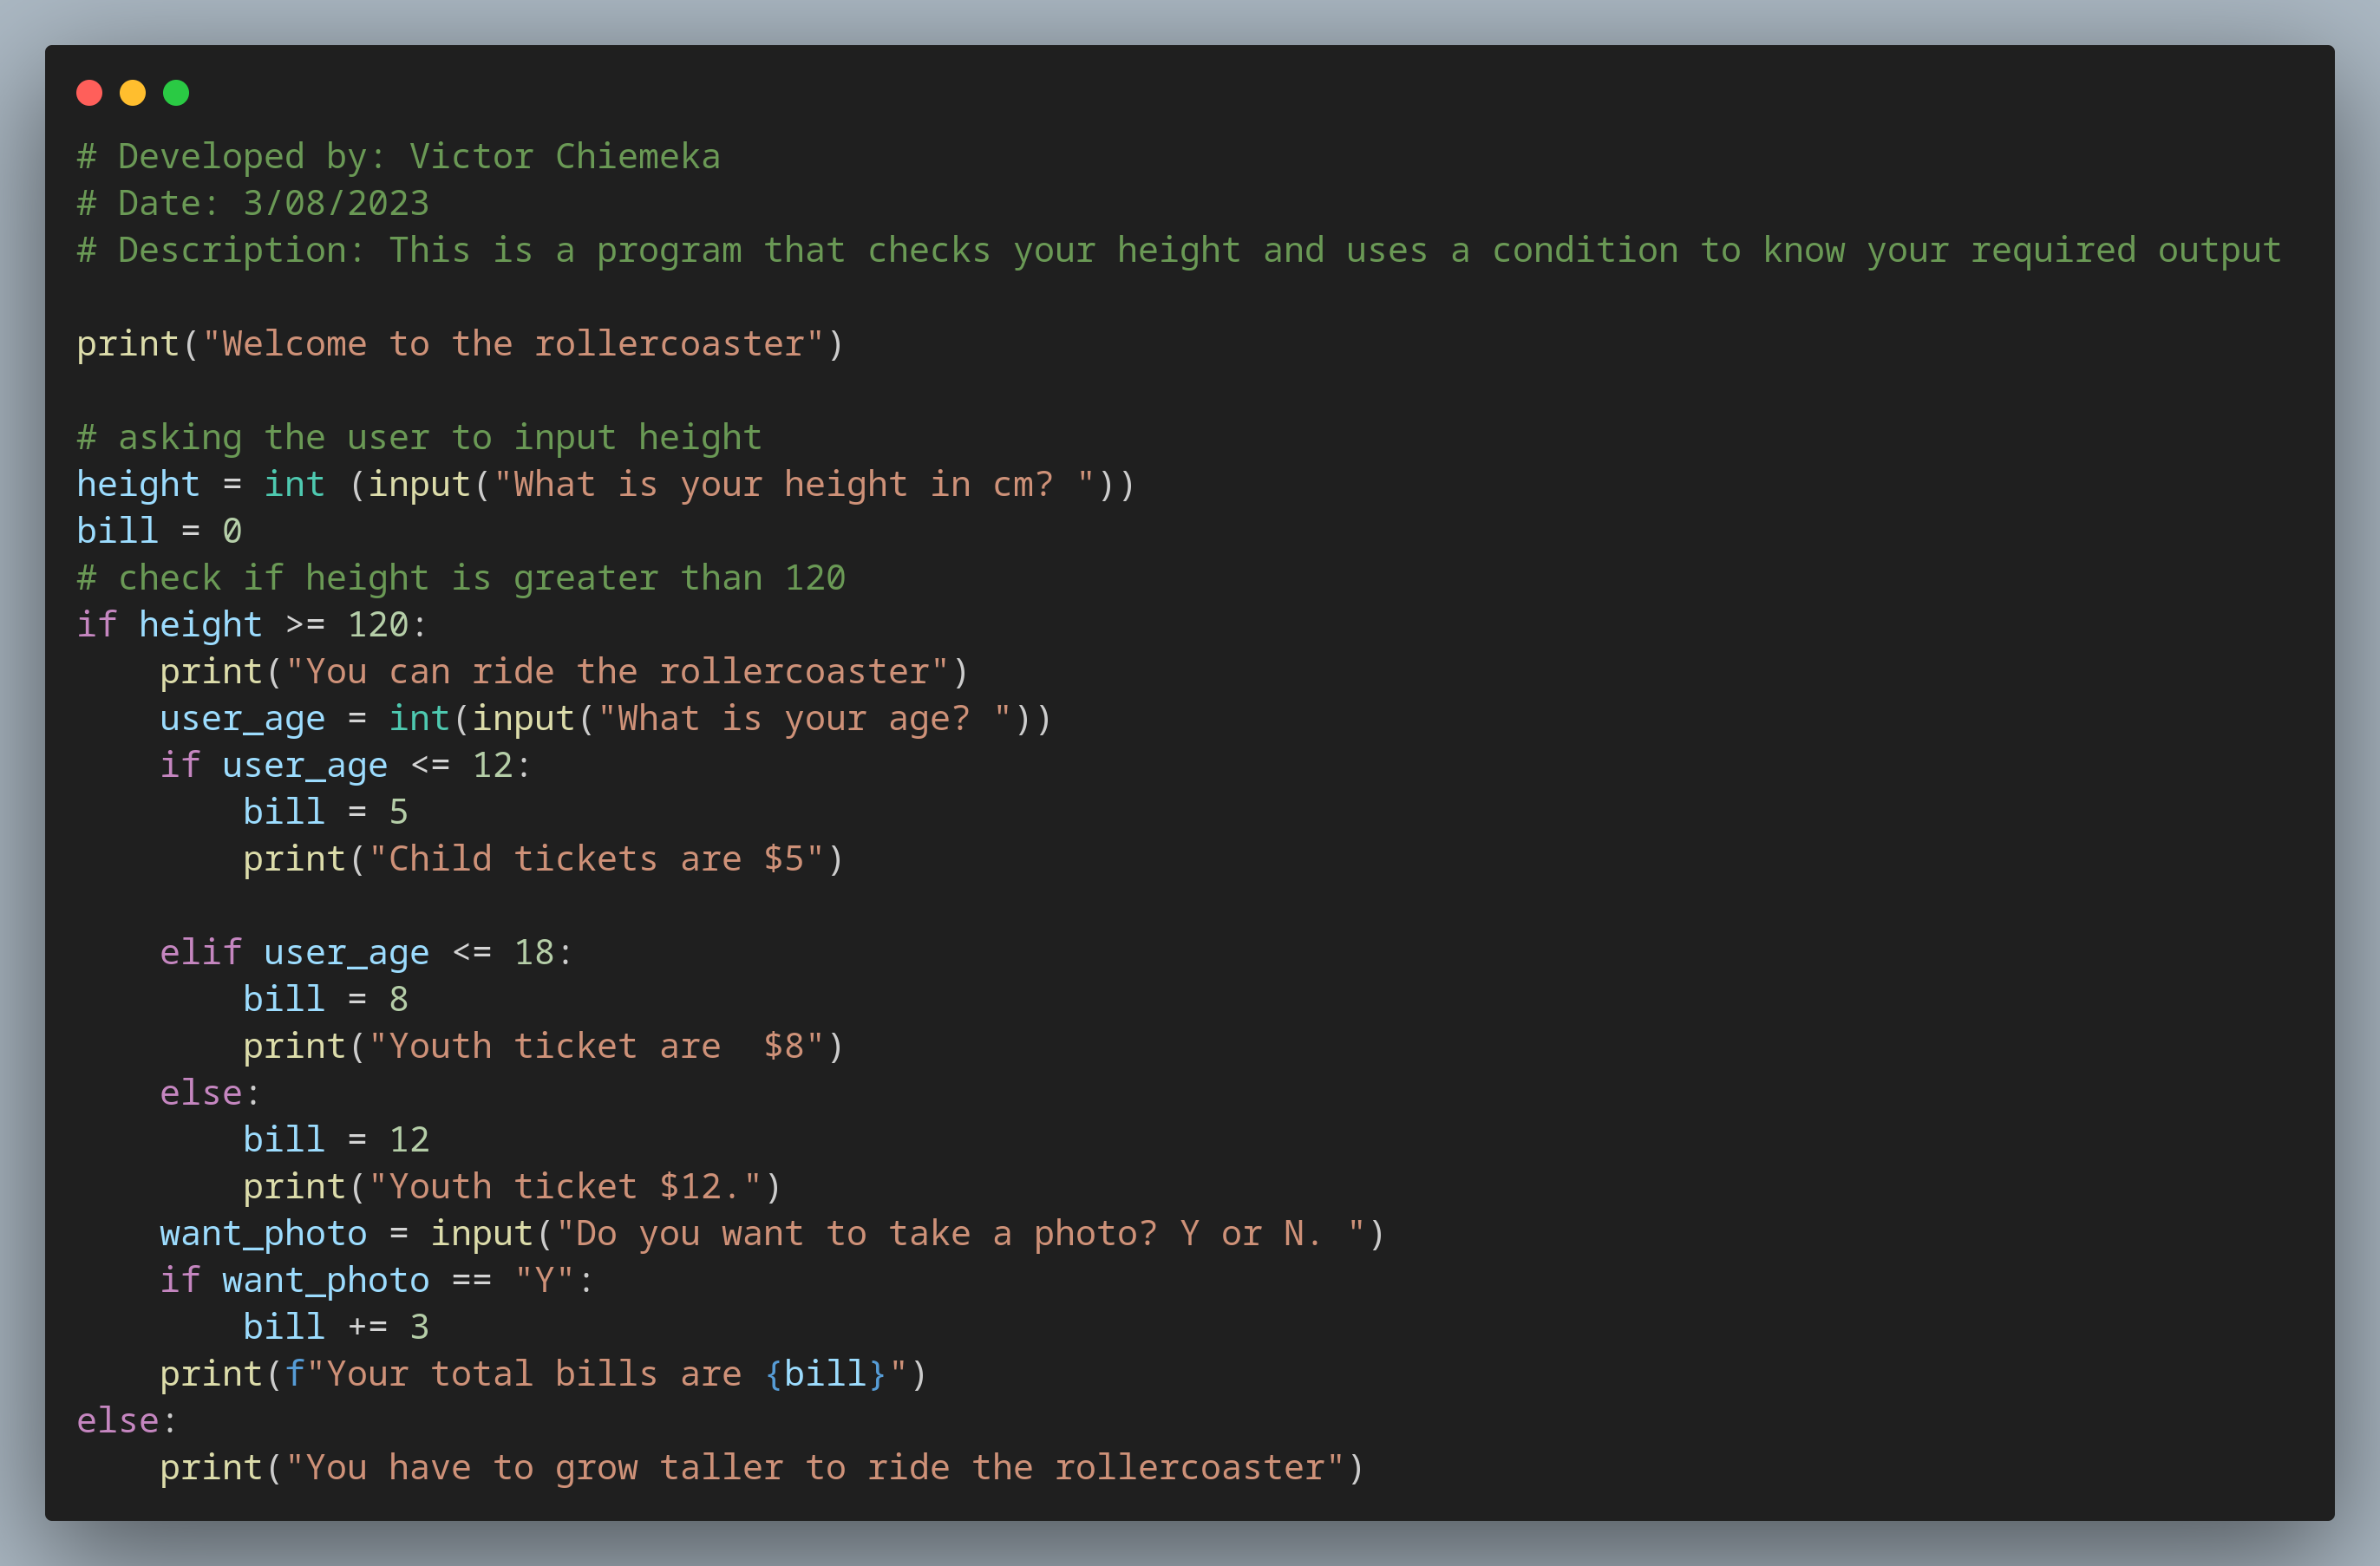 # Developed by: Victor Chiemeka
# Date: 3/08/2023
# Description: This is a program that checks your height and uses a condition to know your required output

print("Welcome to the rollercoaster")

# asking the user to input height
height = int (input("What is your height in cm? "))
bill = 0
# check if height is greater than 120
if height >= 120:
    print("You can ride the rollercoaster")
    user_age = int(input("What is your age? "))
    if user_age <= 12:
        bill = 5
        print("Child tickets are $5")

    elif user_age <= 18:
        bill = 8
        print("Youth ticket are  $8")
    else:
        bill = 12
        print("Youth ticket $12.")
    want_photo = input("Do you want to take a photo? Y or N. ")
    if want_photo == "Y":
        bill += 3
    print(f"Your total bills are {bill}")
else:
    print("You have to grow taller to ride the rollercoaster")